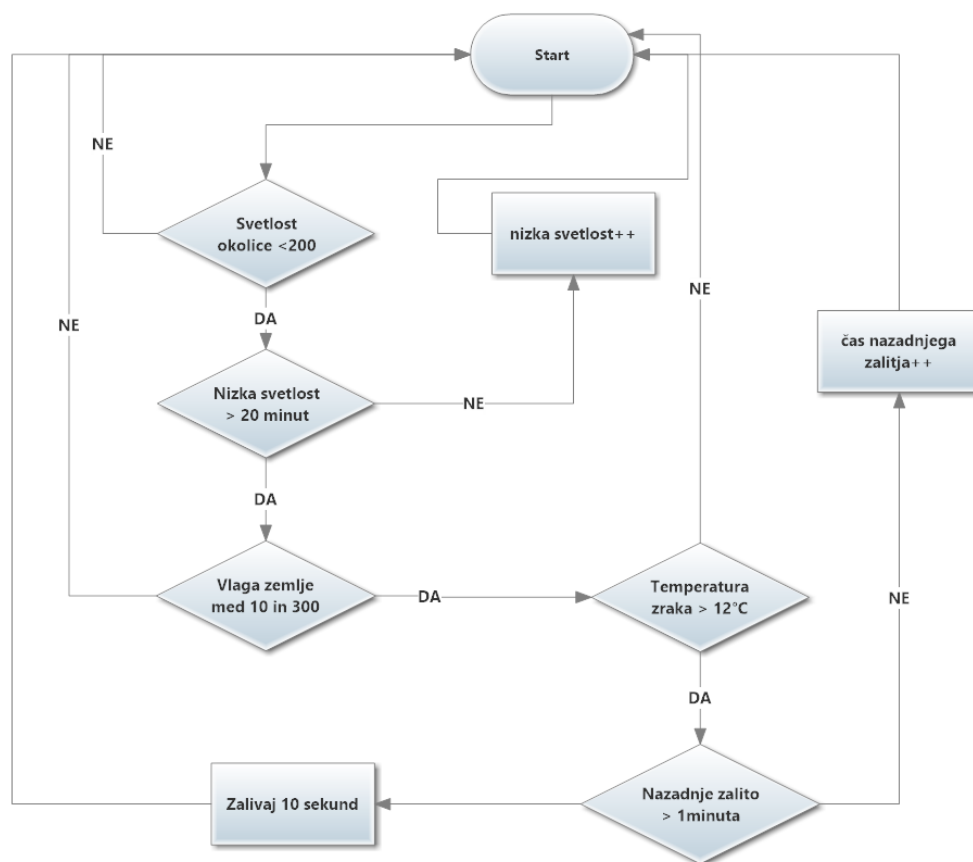 Start
NE
Svetlost
okolice <200
nizka svetlost++
NE
DA
NE
čas nazadnjega
zalitja++
Nizka svetlost
> 20 minut
NE
DA
Vlaga zemlje
med 10 in 300
DA
Temperatura
zraka > 12°C
NE
DA
Zalivaj 10 sekund
Nazadnje zalito
> 1minuta